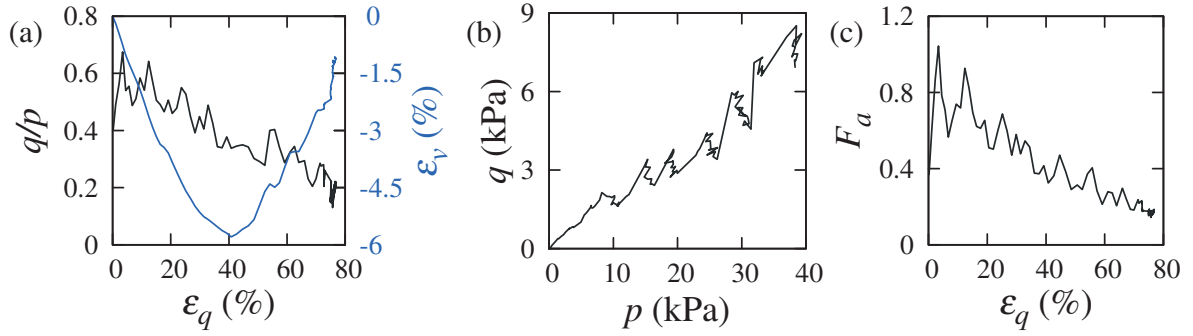 (a)
0.8
0.6
0.4
0.2
0
q/p
0
-1.5
-3
-4.5
-6
εv (%)
0 20 40 60 80
εq (%)
(b)
9
6
3
0
q (kPa)
0 10 20 30 40
p (kPa)
(c)
1.2
0.8
0.4
0
Fa
0 20 40 60 80
εq (%)